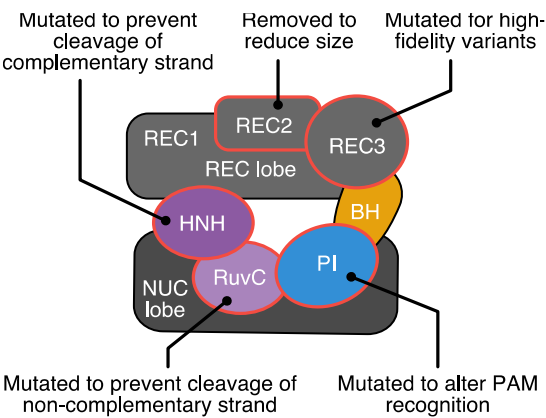 Mutated to prevent
cleavage of
complementary strand
Removed to
reduce size
Mutated for high-
fidelity variants
REC1
REC2
REC3
REC lobe
HNH
BH
PI
RuvC
NUC
lobe
Mutated to prevent cleavage of
non-complementary strand
Mutated to alter PAM
recognition